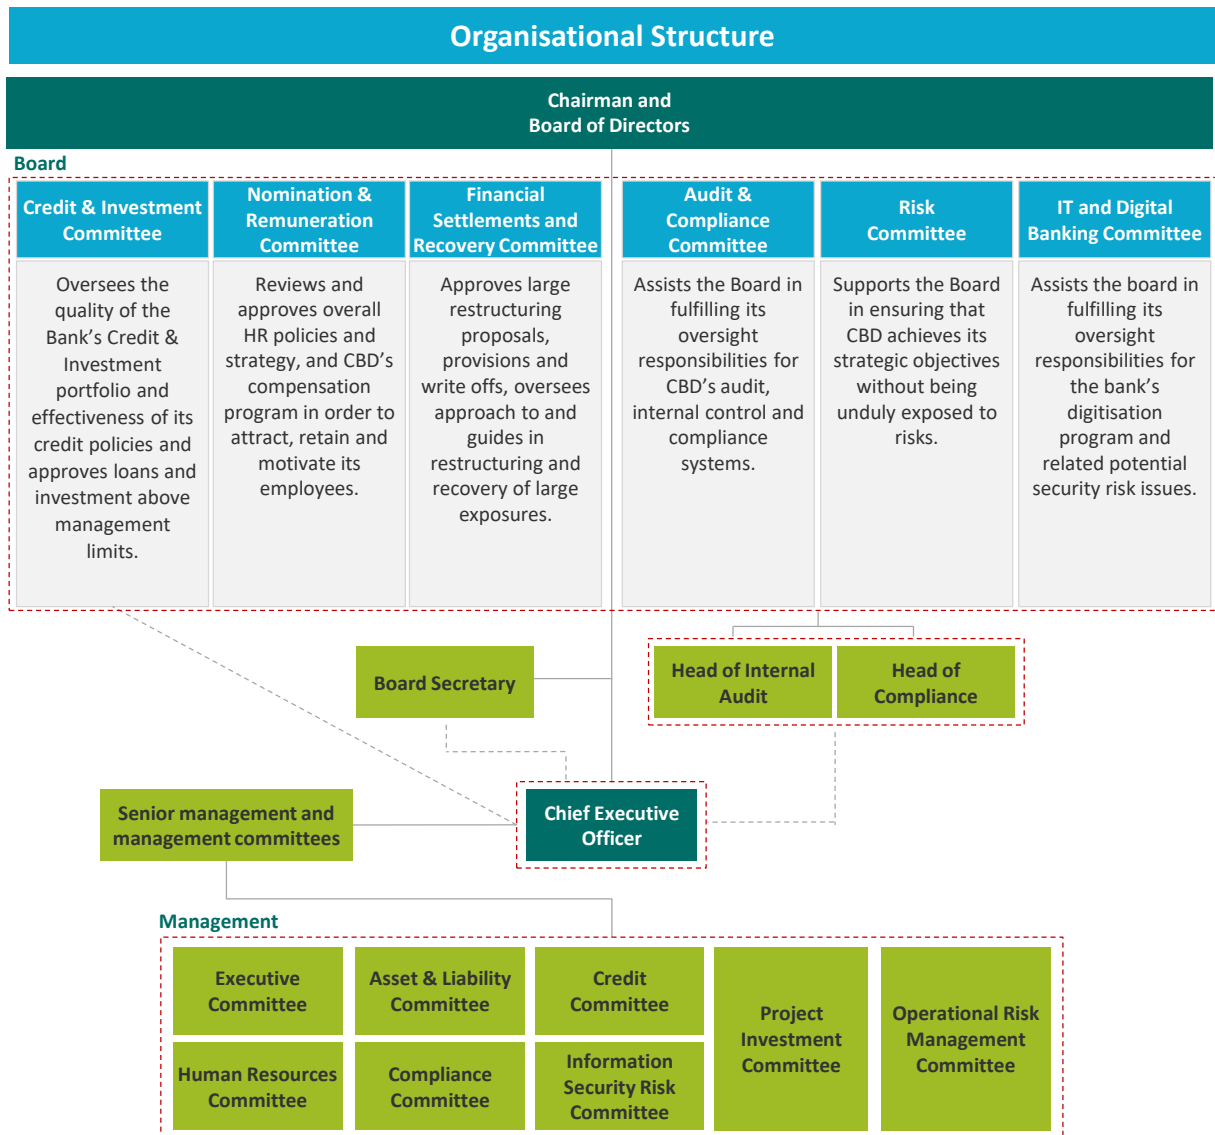 Organisational Structure
Chairman and
Board of Directors
Board
Credit & Investment
Committee
Oversees the
quality of the
Bank’s Credit &
Investment
portfolio and
effectiveness of its
credit policies and
approves loans and
investment above
management
limits.
Nomination &
Remuneration
Committee
Reviews and
approves overall
HR policies and
strategy, and CBD’s
compensation
program in order to
attract, retain and
motivate its
employees.
Financial
Settlements and
Recovery Committee
Approves large
restructuring
proposals,
provisions and
write offs, oversees
approach to and
guides in
restructuring and
recovery of large
exposures.
Audit &
Compliance
Committee
Assists the Board in
fulfilling its
oversight
responsibilities for
CBD’s audit,
internal control and
compliance
systems.
Risk
Committee
Supports the Board
in ensuring that
CBD achieves its
strategic objectives
without being
unduly exposed to
risks.
IT and Digital
Banking Committee
Assists the board in
fulfilling its
oversight
responsibilities for
the bank’s
digitisation
program and
related potential
security risk issues.
Board Secretary
Head of Internal
Audit
Head of
Compliance
Senior management and
management committees
Chief Executive
Officer
Management
Executive
Committee
Asset & Liability
Committee
Credit
Committee
Project
Investment
Committee
Operational Risk
Management
Committee
Human Resources
Committee
Compliance
Committee
Information
Security Risk
Committee